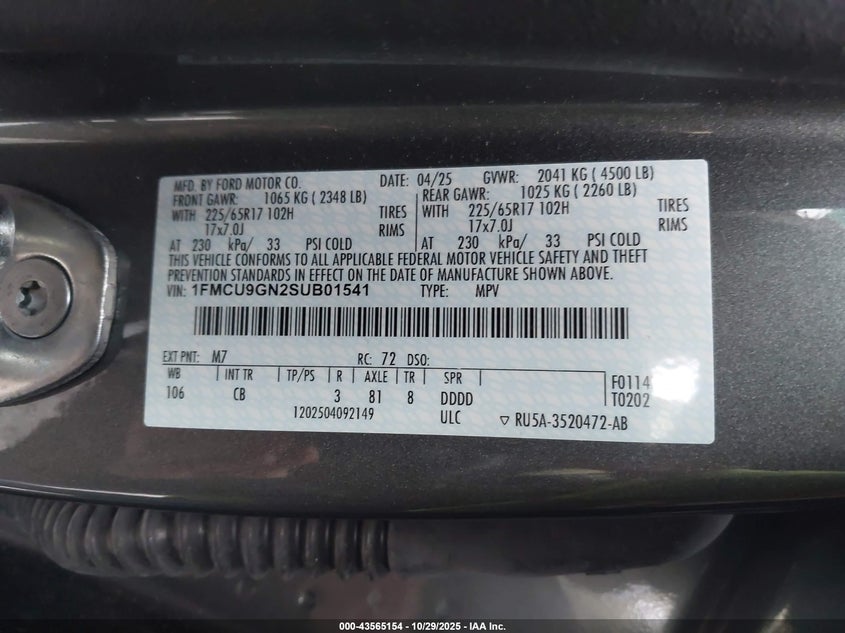 MFD. BY FORD MOTOR CO. DATE: 04/25 GVWR: 2041 KG ( 4500 LB)
FRONT GAWR: 1065 KG ( 2348 LB) REAR GAWR: 1025 KG ( 2260 LB)
WITH 225/65R17 102H TIRES WITH 225/65R17 102H TIRES
17x7.0J RIMS 17x7.0J RIMS
AT 230 kPa/ 33 PSI COLD AT 230 kPa/ 33 PSI COLD
THIS VEHICLE CONFORMS TO ALL APPLICABLE FEDERAL MOTOR VEHICLE SAFETY AND THEFT
PREVENTION STANDARDS IN EFFECT ON THE DATE OF MANUFACTURE SHOWN ABOVE.
VIN: 1FMCU9GN2SUB01541 TYPE: MPV
EXT PNT: M7 RC: 72 DSO:
WB INT TR TP/PS R AXLE TR SPR F0114
106 CB 3 81 8 DDDD T0202
1202504092149 ULC ▽ RU5A-3520472-AB
000-43565154 | 10/29/2025 - IAA Inc.